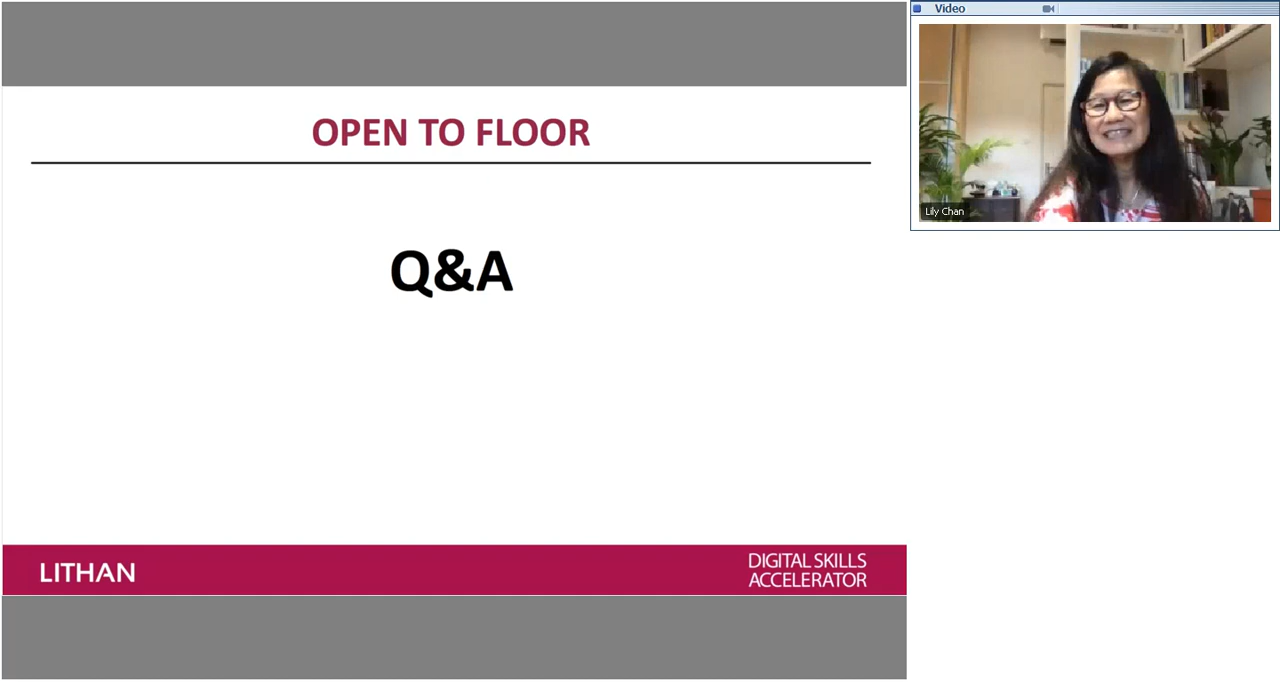 OPEN TO FLOOR
Q&A
LITHAN
DIGITAL SKILLS
ACCELERATOR
Video
Lily Chan